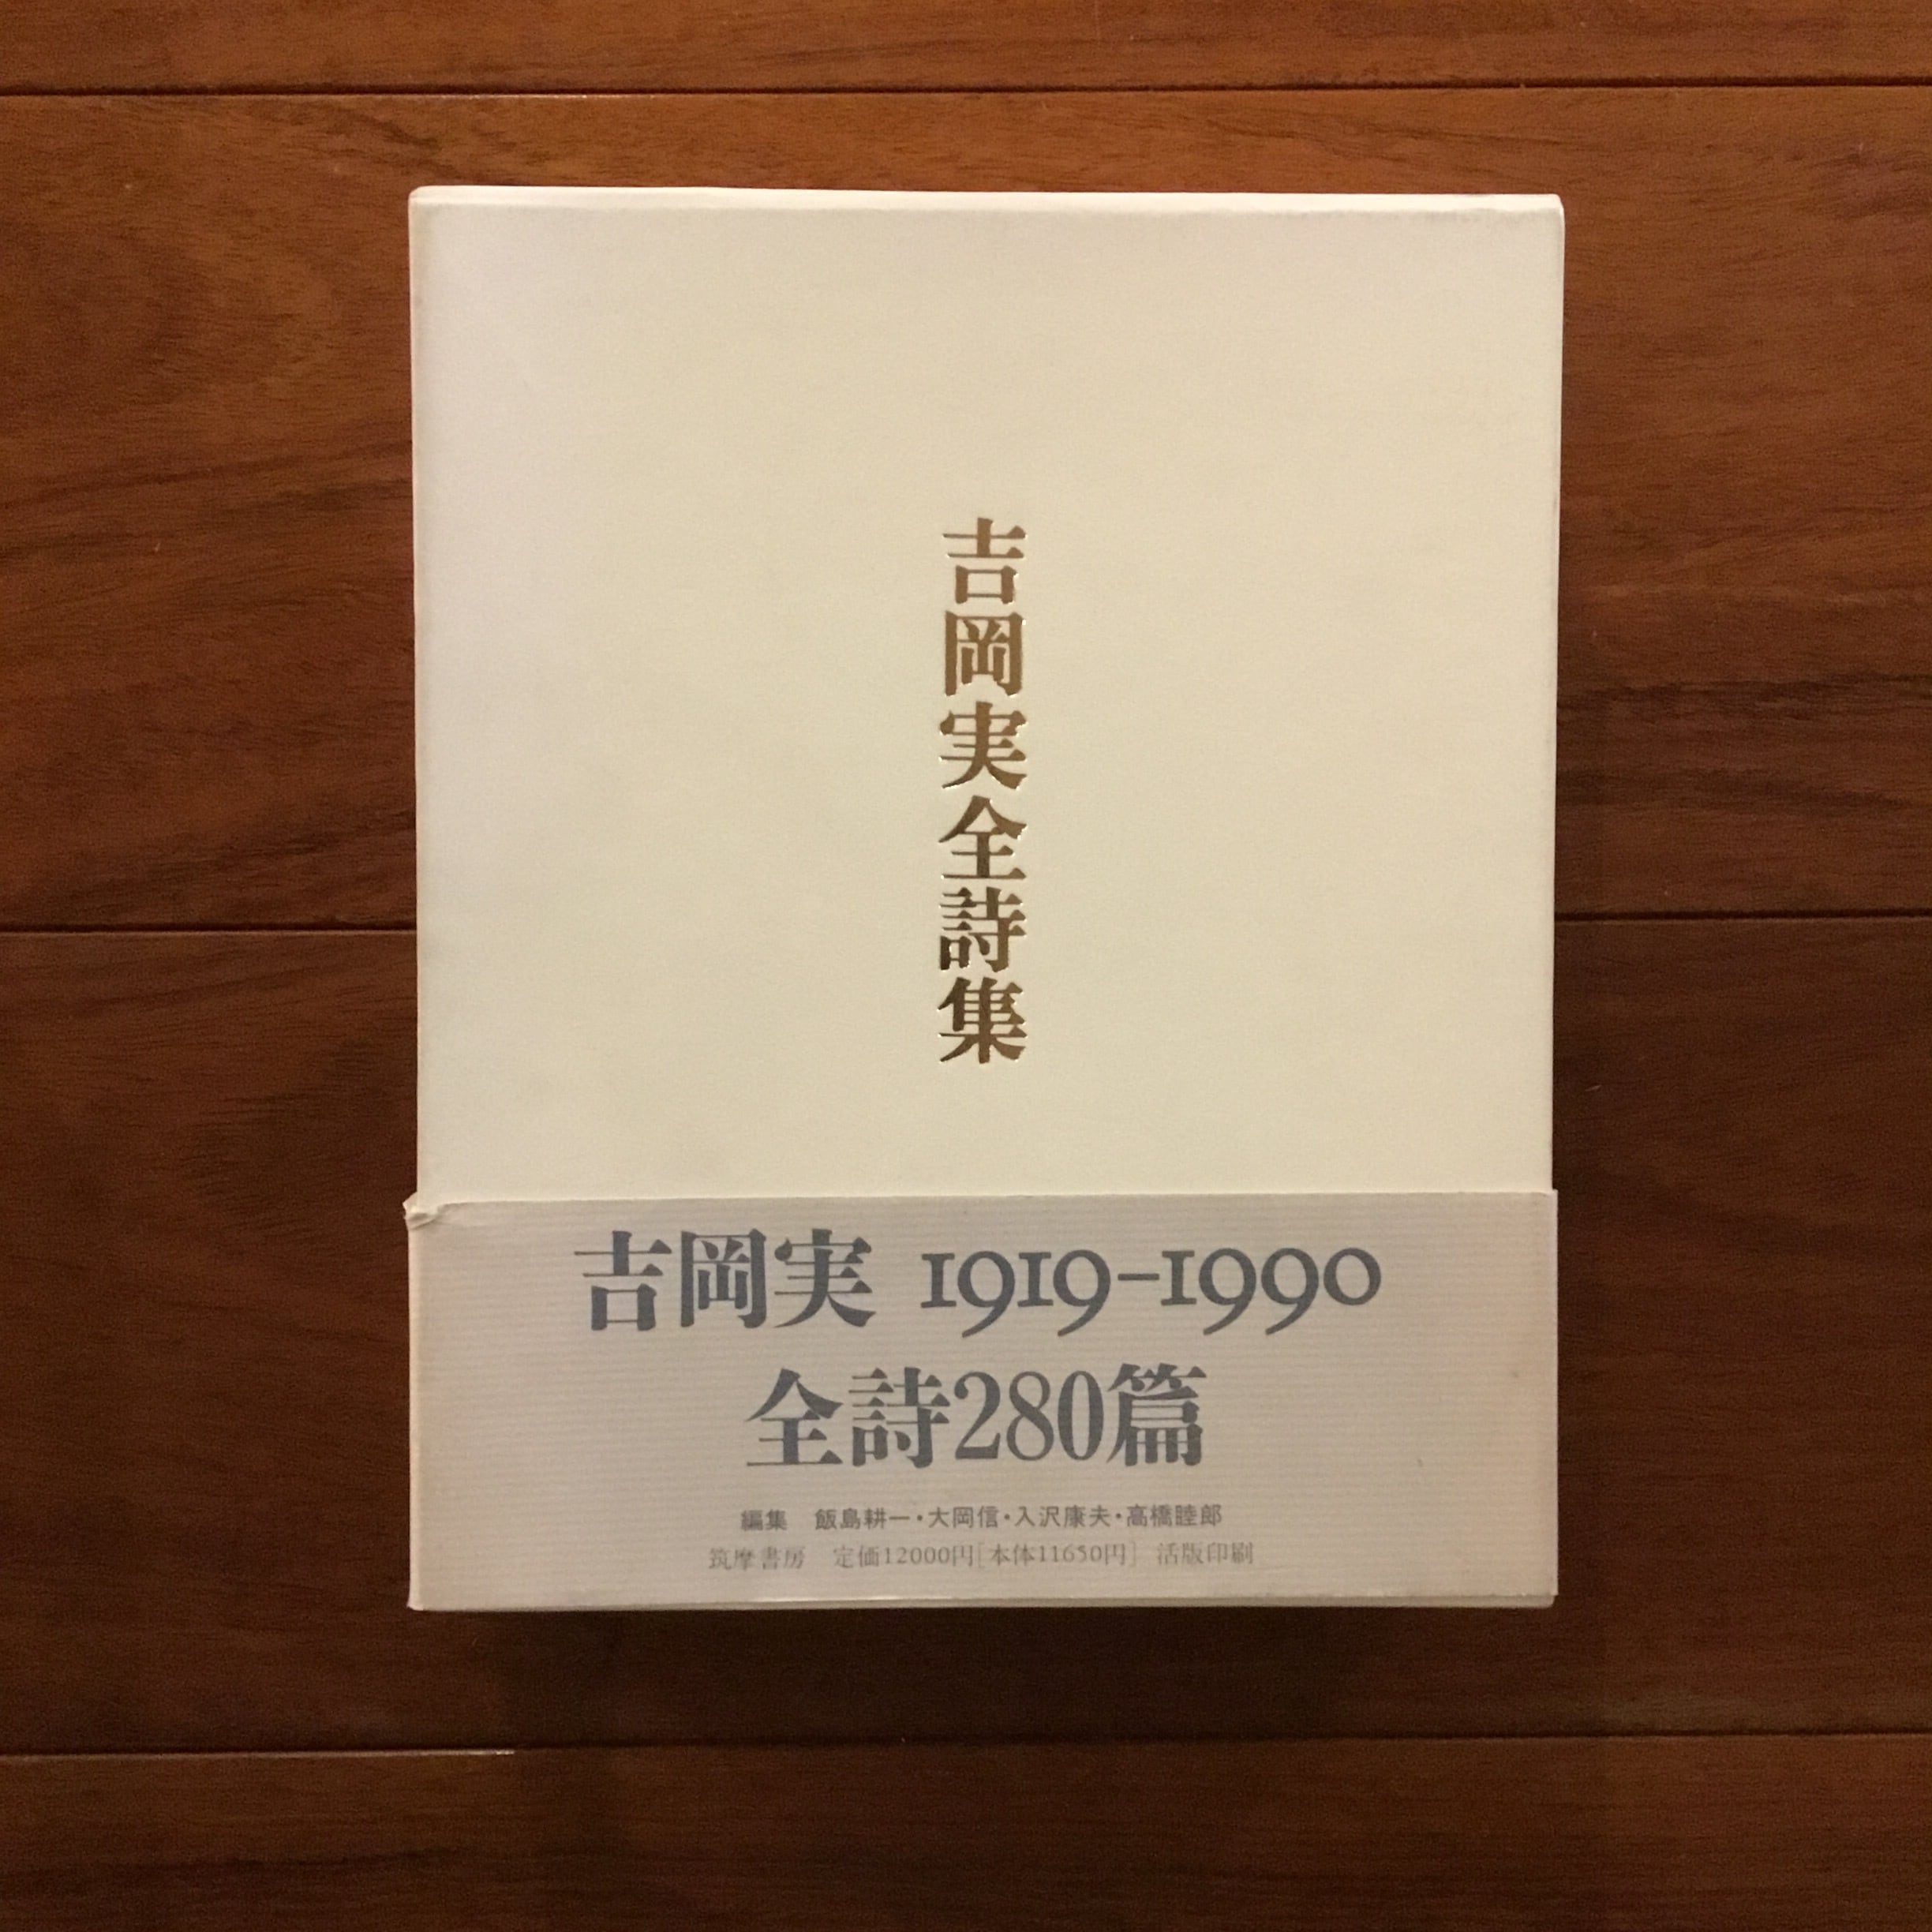 吉岡実全詩集
吉岡実 1919–1990
全詩280篇
編集 飯島耕一・大岡信・入沢康夫・高橋睦郎
筑摩書房 定価12000円[本体11650円] 活版印刷